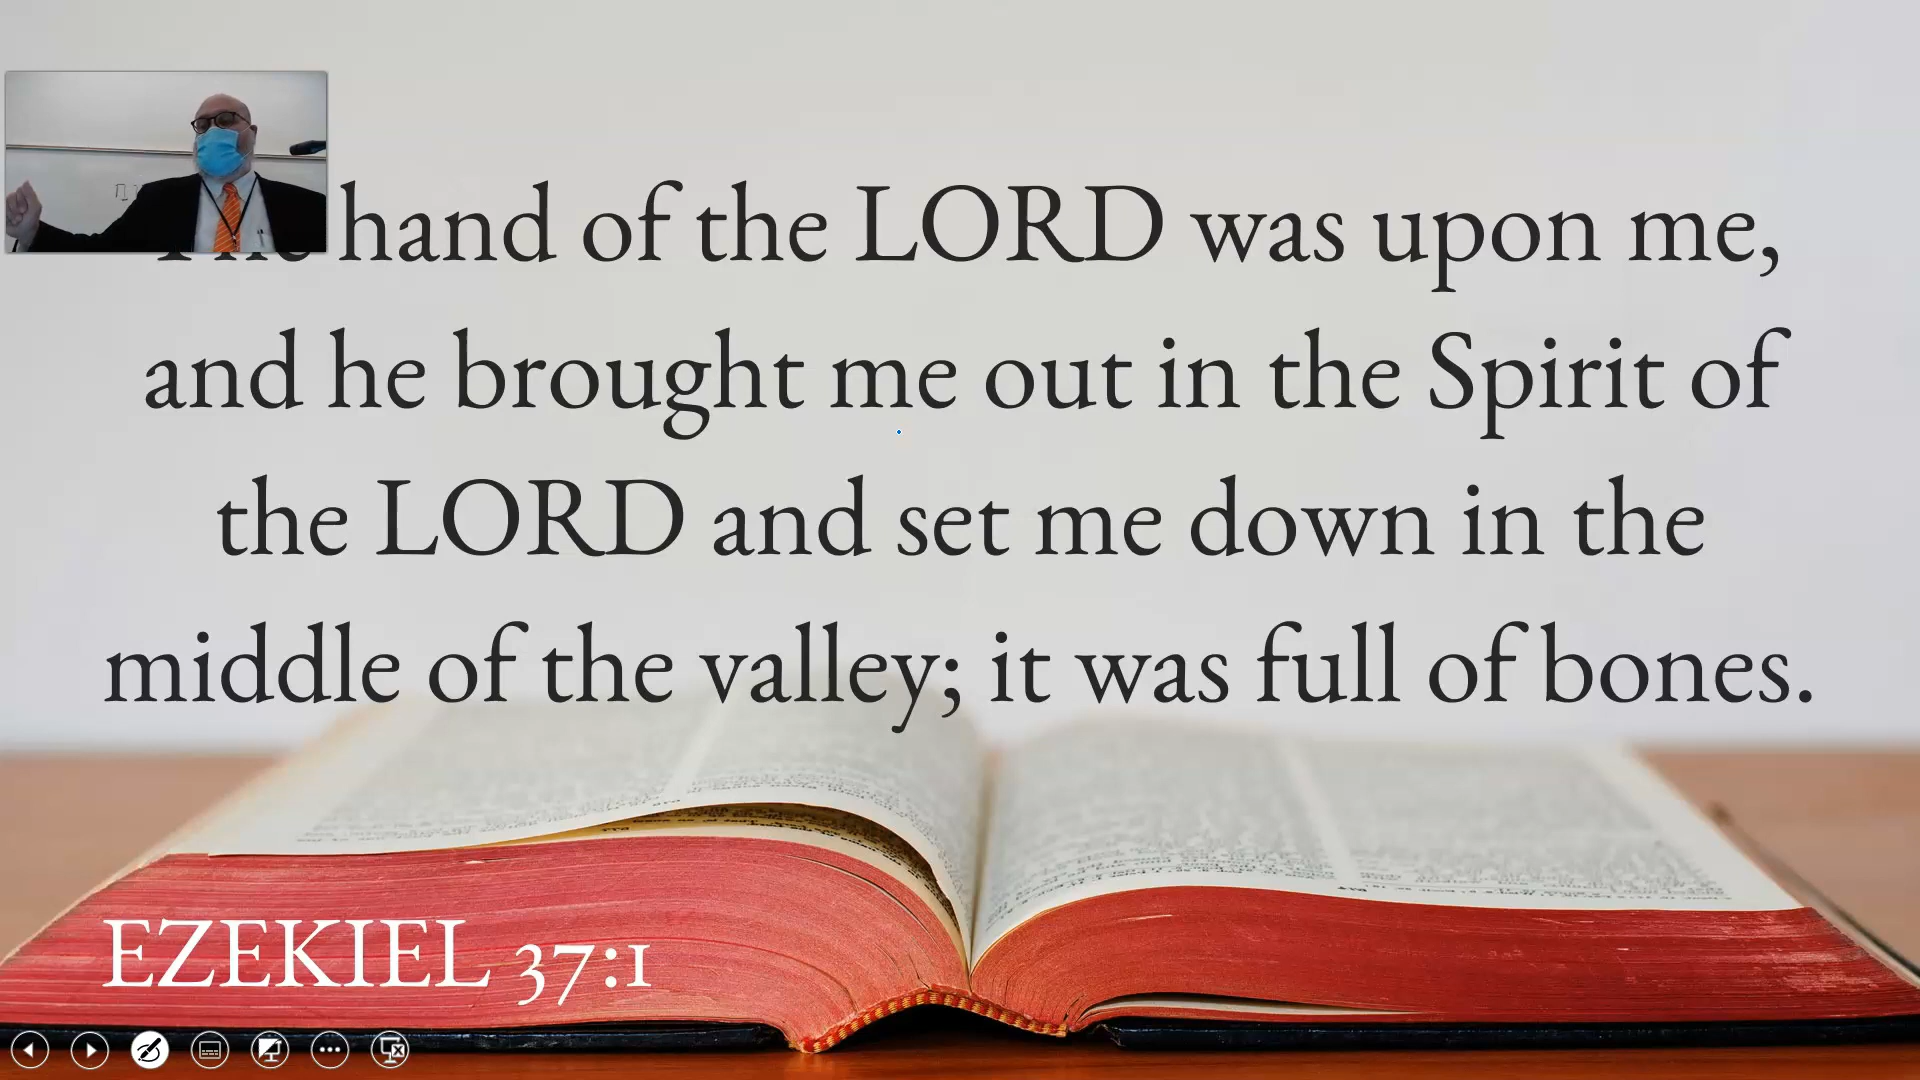 The hand of the LORD was upon me,
and he brought me out in the Spirit of
the LORD and set me down in the
middle of the valley; it was full of bones.
EZEKIEL 37:1